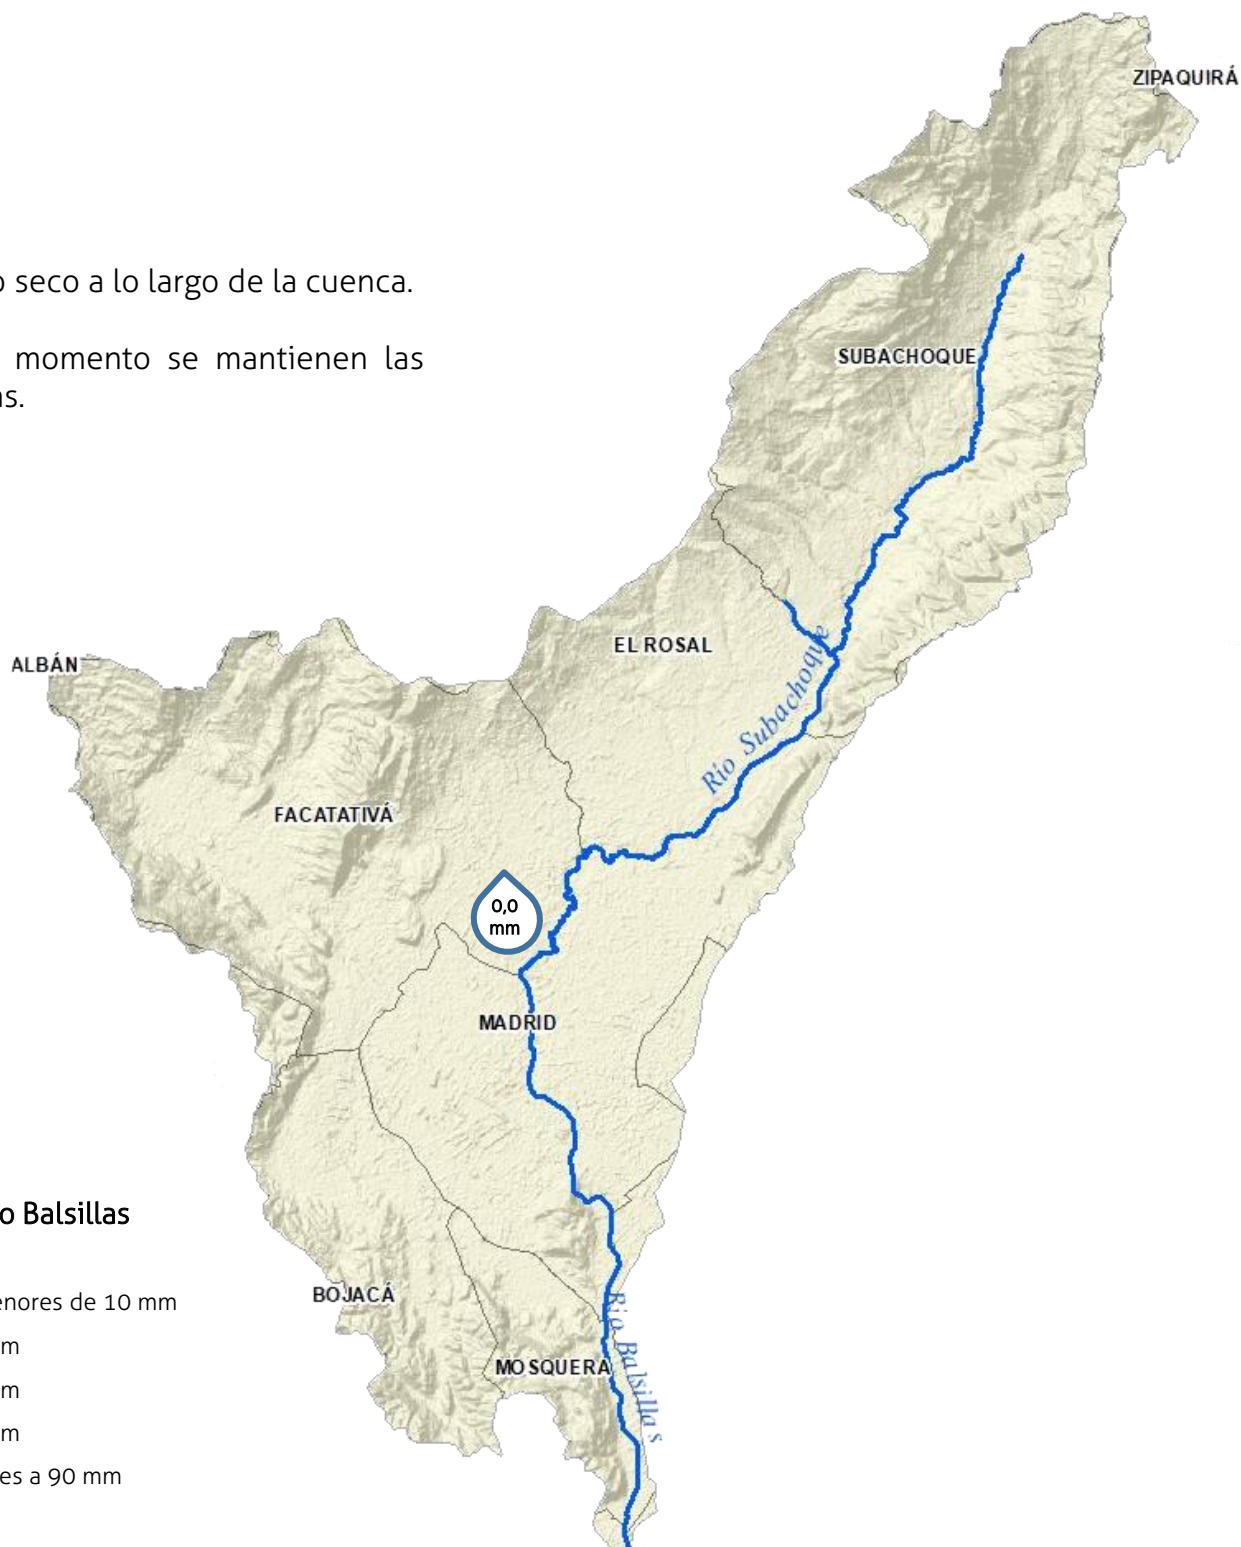 ZIPAQUIRÁ
o seco a lo largo de la cuenca.
momento se mantienen las
as.
SUBACHOQUE
EL ROSAL
ALBÁN
Río Subachoque
FACATATIVÁ
0,0
mm
MADRID
o Balsillas
BOJACÁ
enores de 10 mm
m
m
m
es a 90 mm
MOSQUERA
Río Balsillas